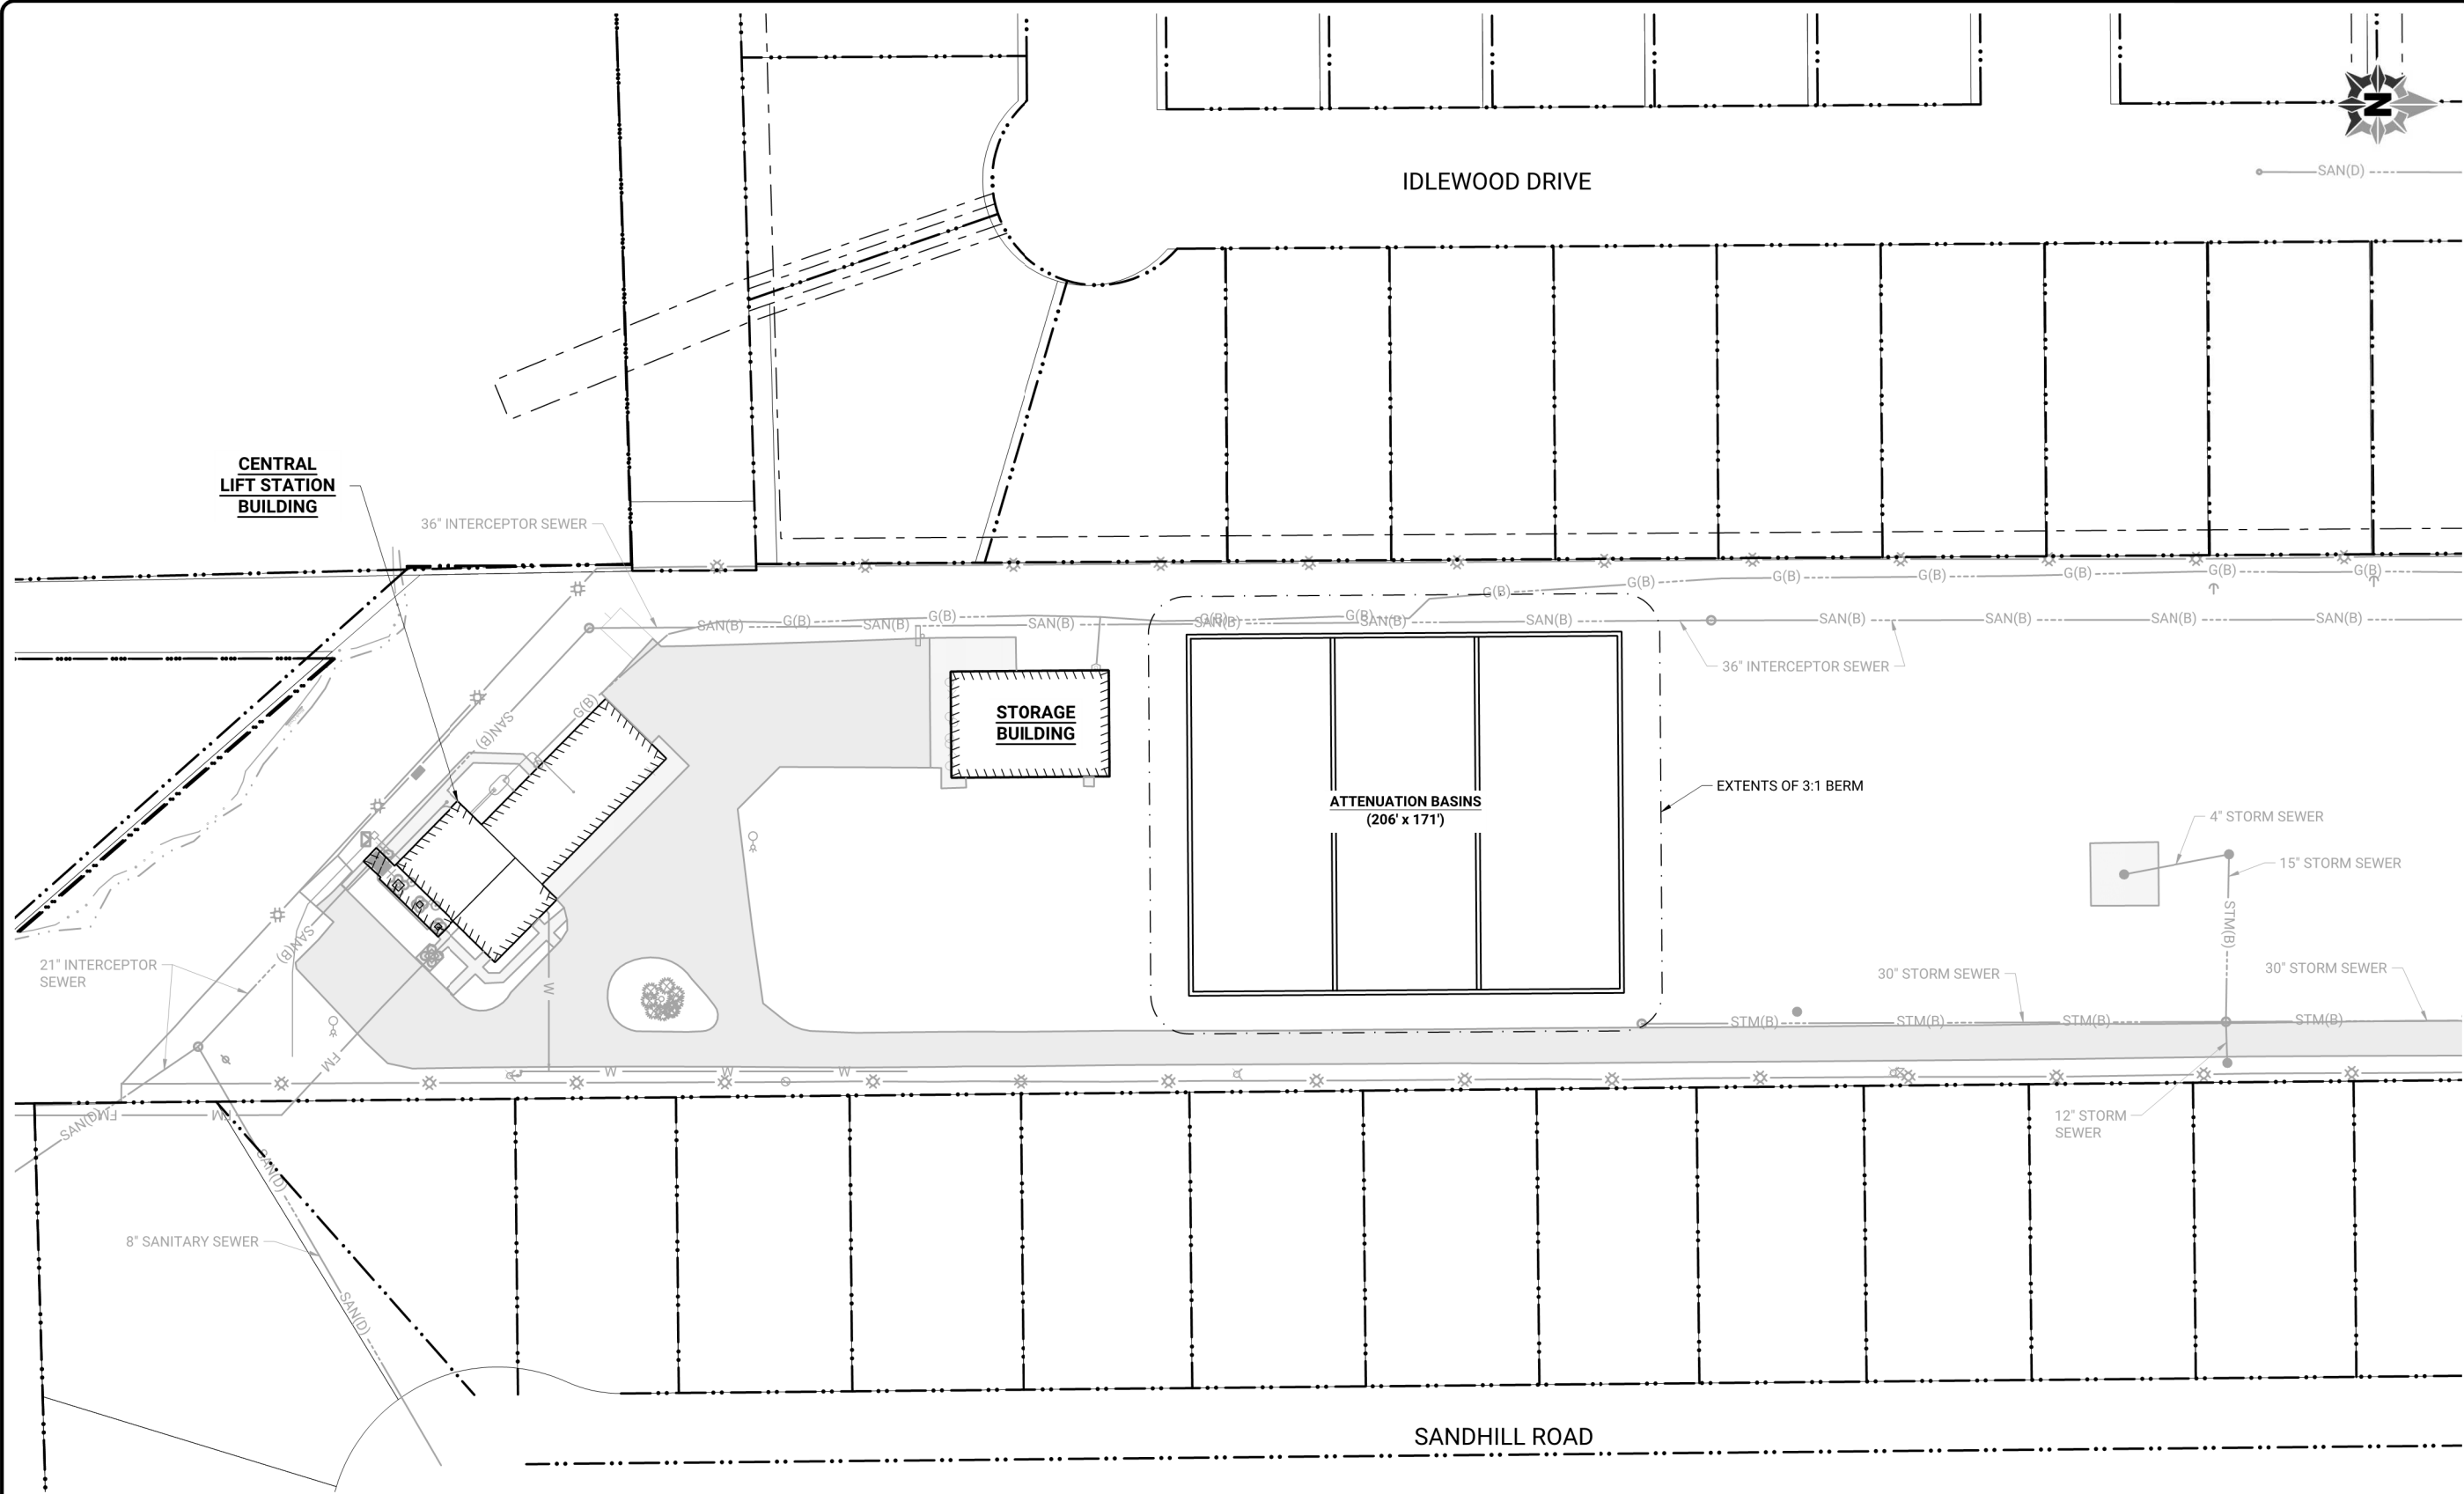 N
IDLEWOOD DRIVE
SAN(D)
CENTRAL
LIFT STATION
BUILDING
36" INTERCEPTOR SEWER
G(B)
G(B)
G(B)
G(B)
G(B)
G(B)
G(B)
G(B)
G(B)
G(B)
G(B)
SAN(B)
SAN(B)
SAN(B)
SAN(B)
SAN(B)
SAN(B)
SAN(B)
SAN(B)
SAN(B)
SAN(B)
36" INTERCEPTOR SEWER
G(B)
SAN(B)
STORAGE
BUILDING
EXTENTS OF 3:1 BERM
ATTENUATION BASINS
(206' x 171')
4" STORM SEWER
15" STORM SEWER
STM(B)
SAN(B)
21" INTERCEPTOR
SEWER
30" STORM SEWER
30" STORM SEWER
W
STM(B)
STM(B)
STM(B)
STM(B)
FM
W
W
W
FM
FM
SAN(D)
12" STORM
SEWER
SAN(D)
8" SANITARY SEWER
SAN(D)
SANDHILL ROAD